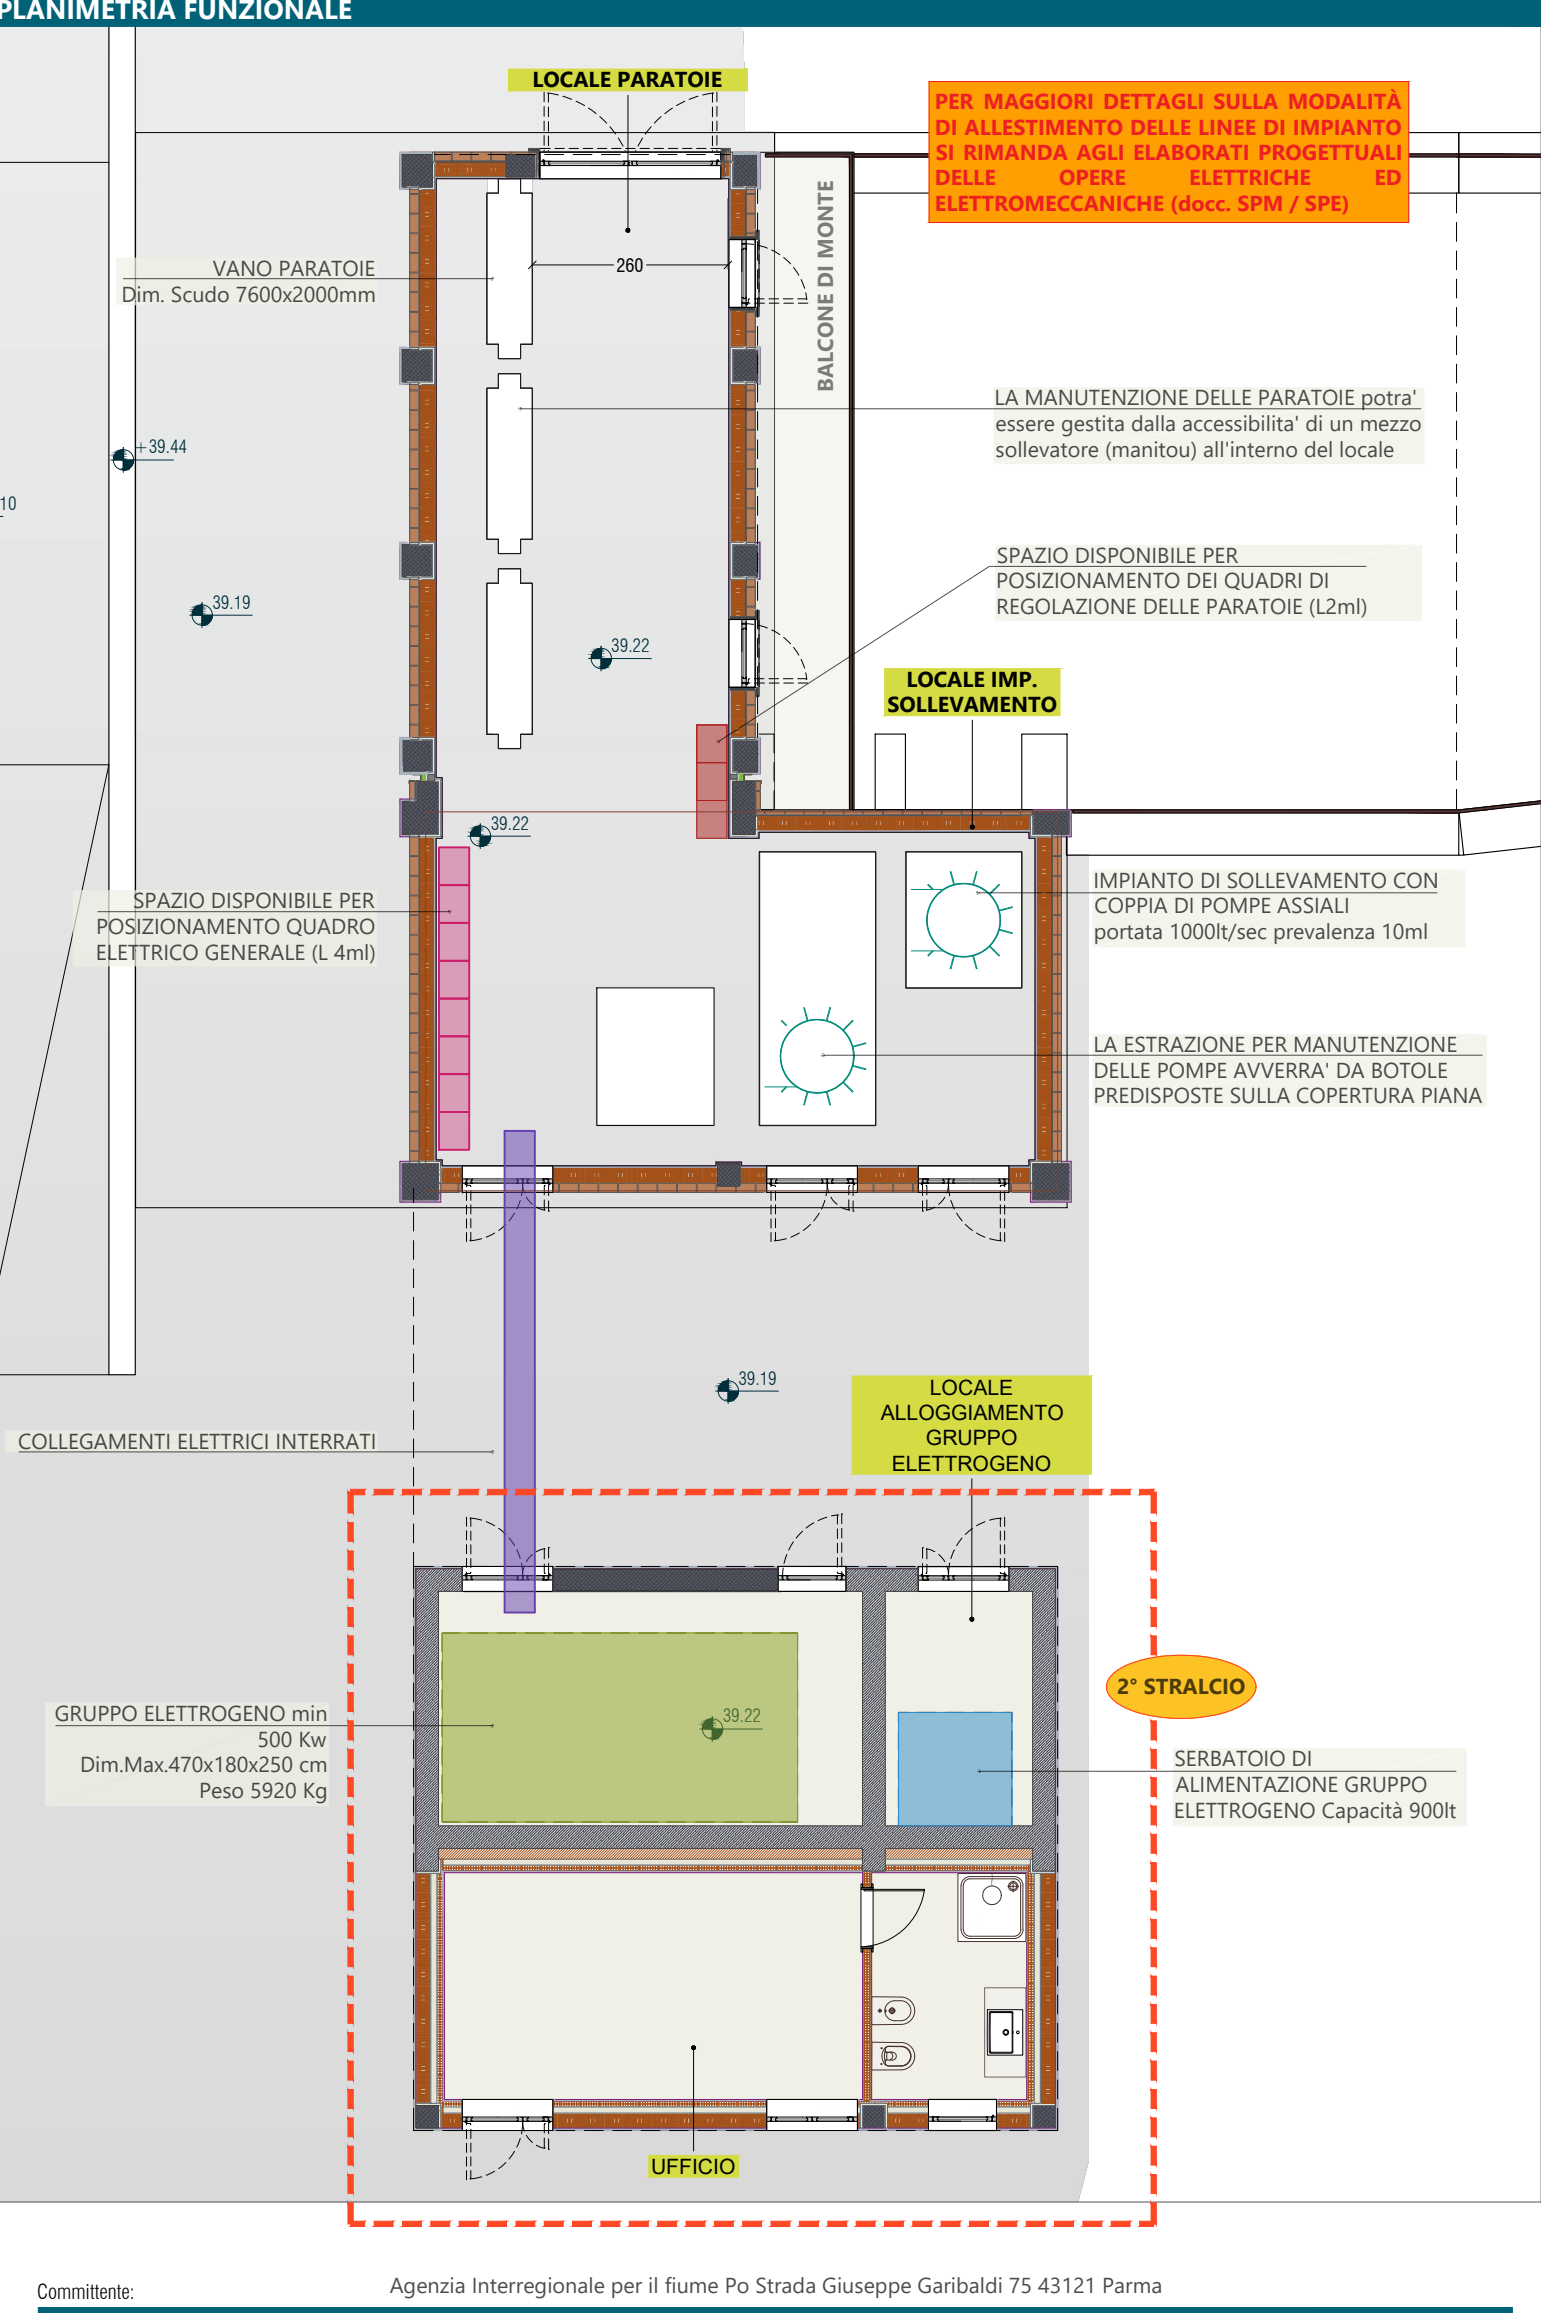 PLANIMETRIA FUNZIONALE
LOCALE PARATOIE
PER MAGGIORI DETTAGLI SULLA MODALITÀ
DI ALLESTIMENTO DELLE LINEE DI IMPIANTO
SI RIMANDA AGLI ELABORATI PROGETTUALI
DELLE OPERE ELETTRICHE ED
ELETTROMECCANICHE (docc. SPM / SPE)
VANO PARATOIE
Dim. Scudo 7600x2000mm
260
BALCONE DI MONTE
LA MANUTENZIONE DELLE PARATOIE potra'
essere gestita dalla accessibilita' di un mezzo
sollevatore (manitou) all'interno del locale
+39.44
10
SPAZIO DISPONIBILE PER
POSIZIONAMENTO DEI QUADRI DI
REGOLAZIONE DELLE PARATOIE (L2ml)
39.19
39.22
LOCALE IMP.
SOLLEVAMENTO
39.22
SPAZIO DISPONIBILE PER
POSIZIONAMENTO QUADRO
ELETTRICO GENERALE (L 4ml)
IMPIANTO DI SOLLEVAMENTO CON
COPPIA DI POMPE ASSIALI
portata 1000lt/sec prevalenza 10ml
LA ESTRAZIONE PER MANUTENZIONE
DELLE POMPE AVVERRA' DA BOTOLE
PREDISPOSTE SULLA COPERTURA PIANA
39.19
LOCALE
ALLOGGIAMENTO
GRUPPO
ELETTROGENO
COLLEGAMENTI ELETTRICI INTERRATI
2° STRALCIO
GRUPPO ELETTROGENO min
500 Kw
Dim.Max.470x180x250 cm
Peso 5920 Kg
39.22
SERBATOIO DI
ALIMENTAZIONE GRUPPO
ELETTROGENO Capacità 900lt
UFFICIO
Committente:
Agenzia Interregionale per il fiume Po Strada Giuseppe Garibaldi 75 43121 Parma